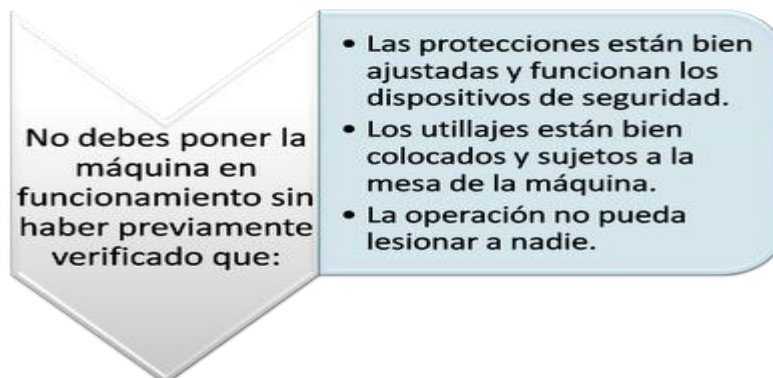 No debes poner la
máquina en
funcionamiento sin
haber previamente
verificado que:
• Las protecciones están bien
ajustadas y funcionan los
dispositivos de seguridad.
• Los utillajes están bien
colocados y sujetos a la
mesa de la máquina.
• La operación no pueda
lesionar a nadie.